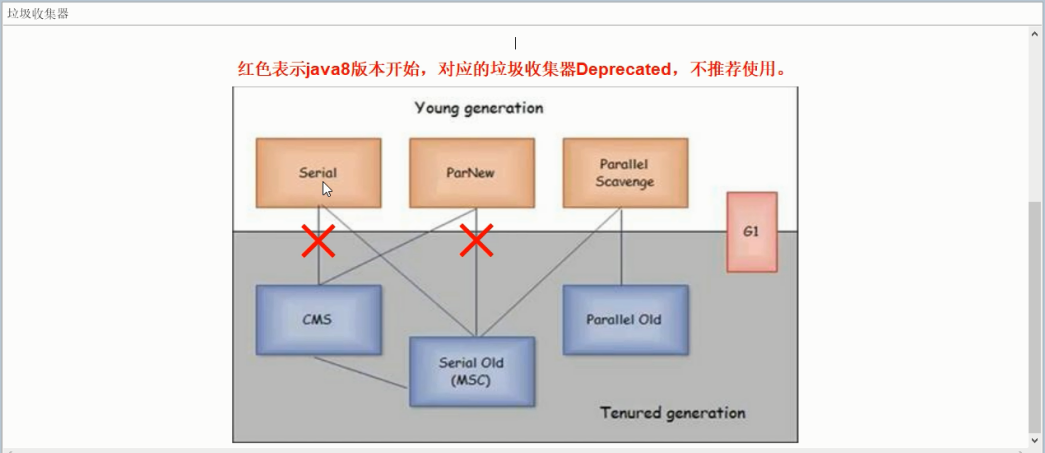 垃圾收集器
红色表示java8版本开始，对应的垃圾收集器Deprecated，不推荐使用。
Young generation
Serial
ParNew
Parallel
Scavenge
G1
CMS
Serial Old
(MSC)
Parallel Old
Tenured generation